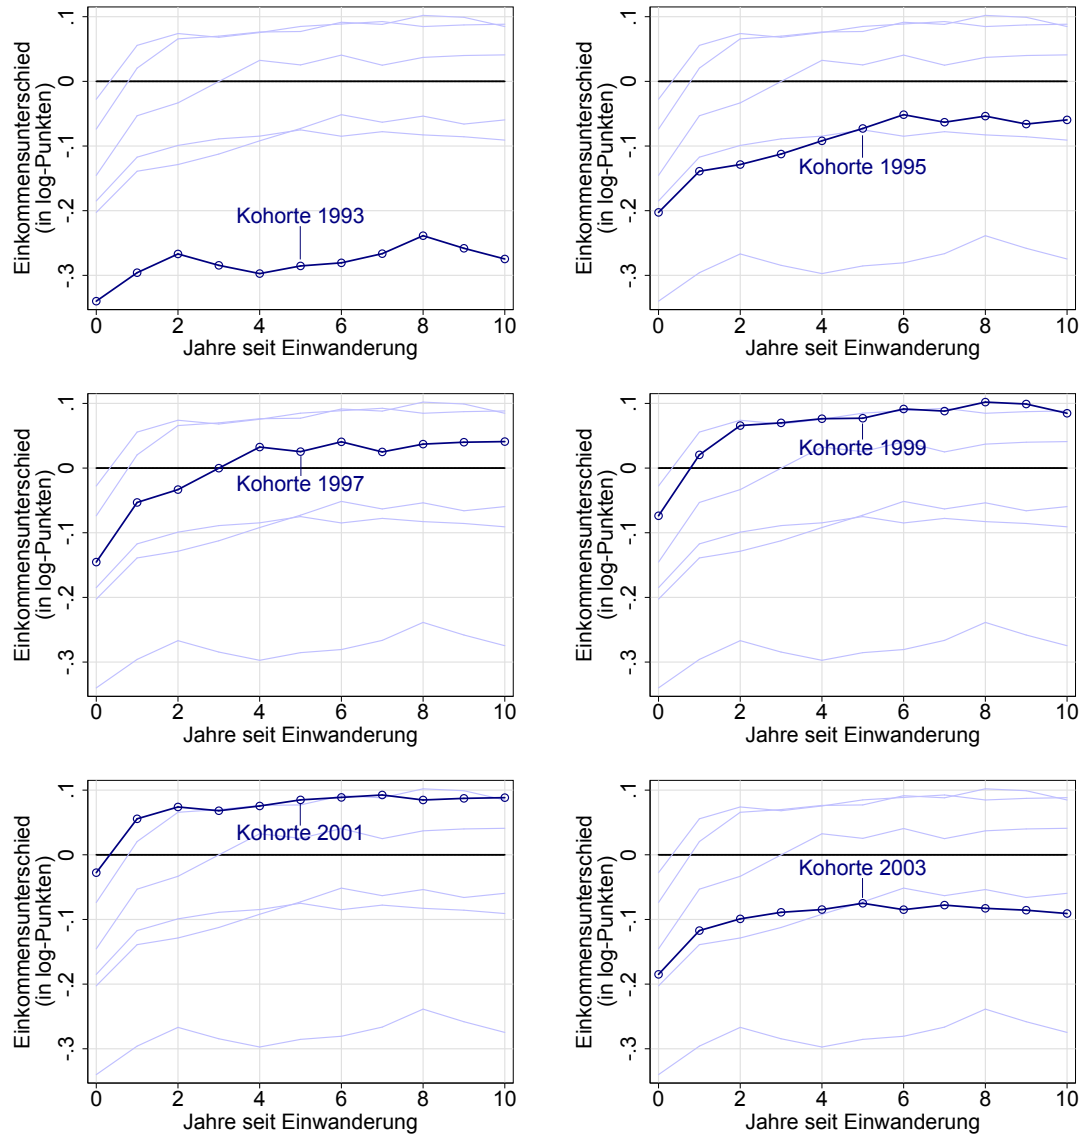 Einkommensunterschied
(in log-Punkten)
.1
0
-.1
-.2
-.3
Kohorte 1993
0 2 4 6 8 10
Jahre seit Einwanderung
Einkommensunterschied
(in log-Punkten)
.1
0
-.1
-.2
-.3
Kohorte 1995
0 2 4 6 8 10
Jahre seit Einwanderung
Einkommensunterschied
(in log-Punkten)
.1
0
-.1
-.2
-.3
Kohorte 1997
0 2 4 6 8 10
Jahre seit Einwanderung
Einkommensunterschied
(in log-Punkten)
.1
0
-.1
-.2
-.3
Kohorte 1999
0 2 4 6 8 10
Jahre seit Einwanderung
Einkommensunterschied
(in log-Punkten)
.1
0
-.1
-.2
-.3
Kohorte 2001
0 2 4 6 8 10
Jahre seit Einwanderung
Einkommensunterschied
(in log-Punkten)
.1
0
-.1
-.2
-.3
Kohorte 2003
0 2 4 6 8 10
Jahre seit Einwanderung